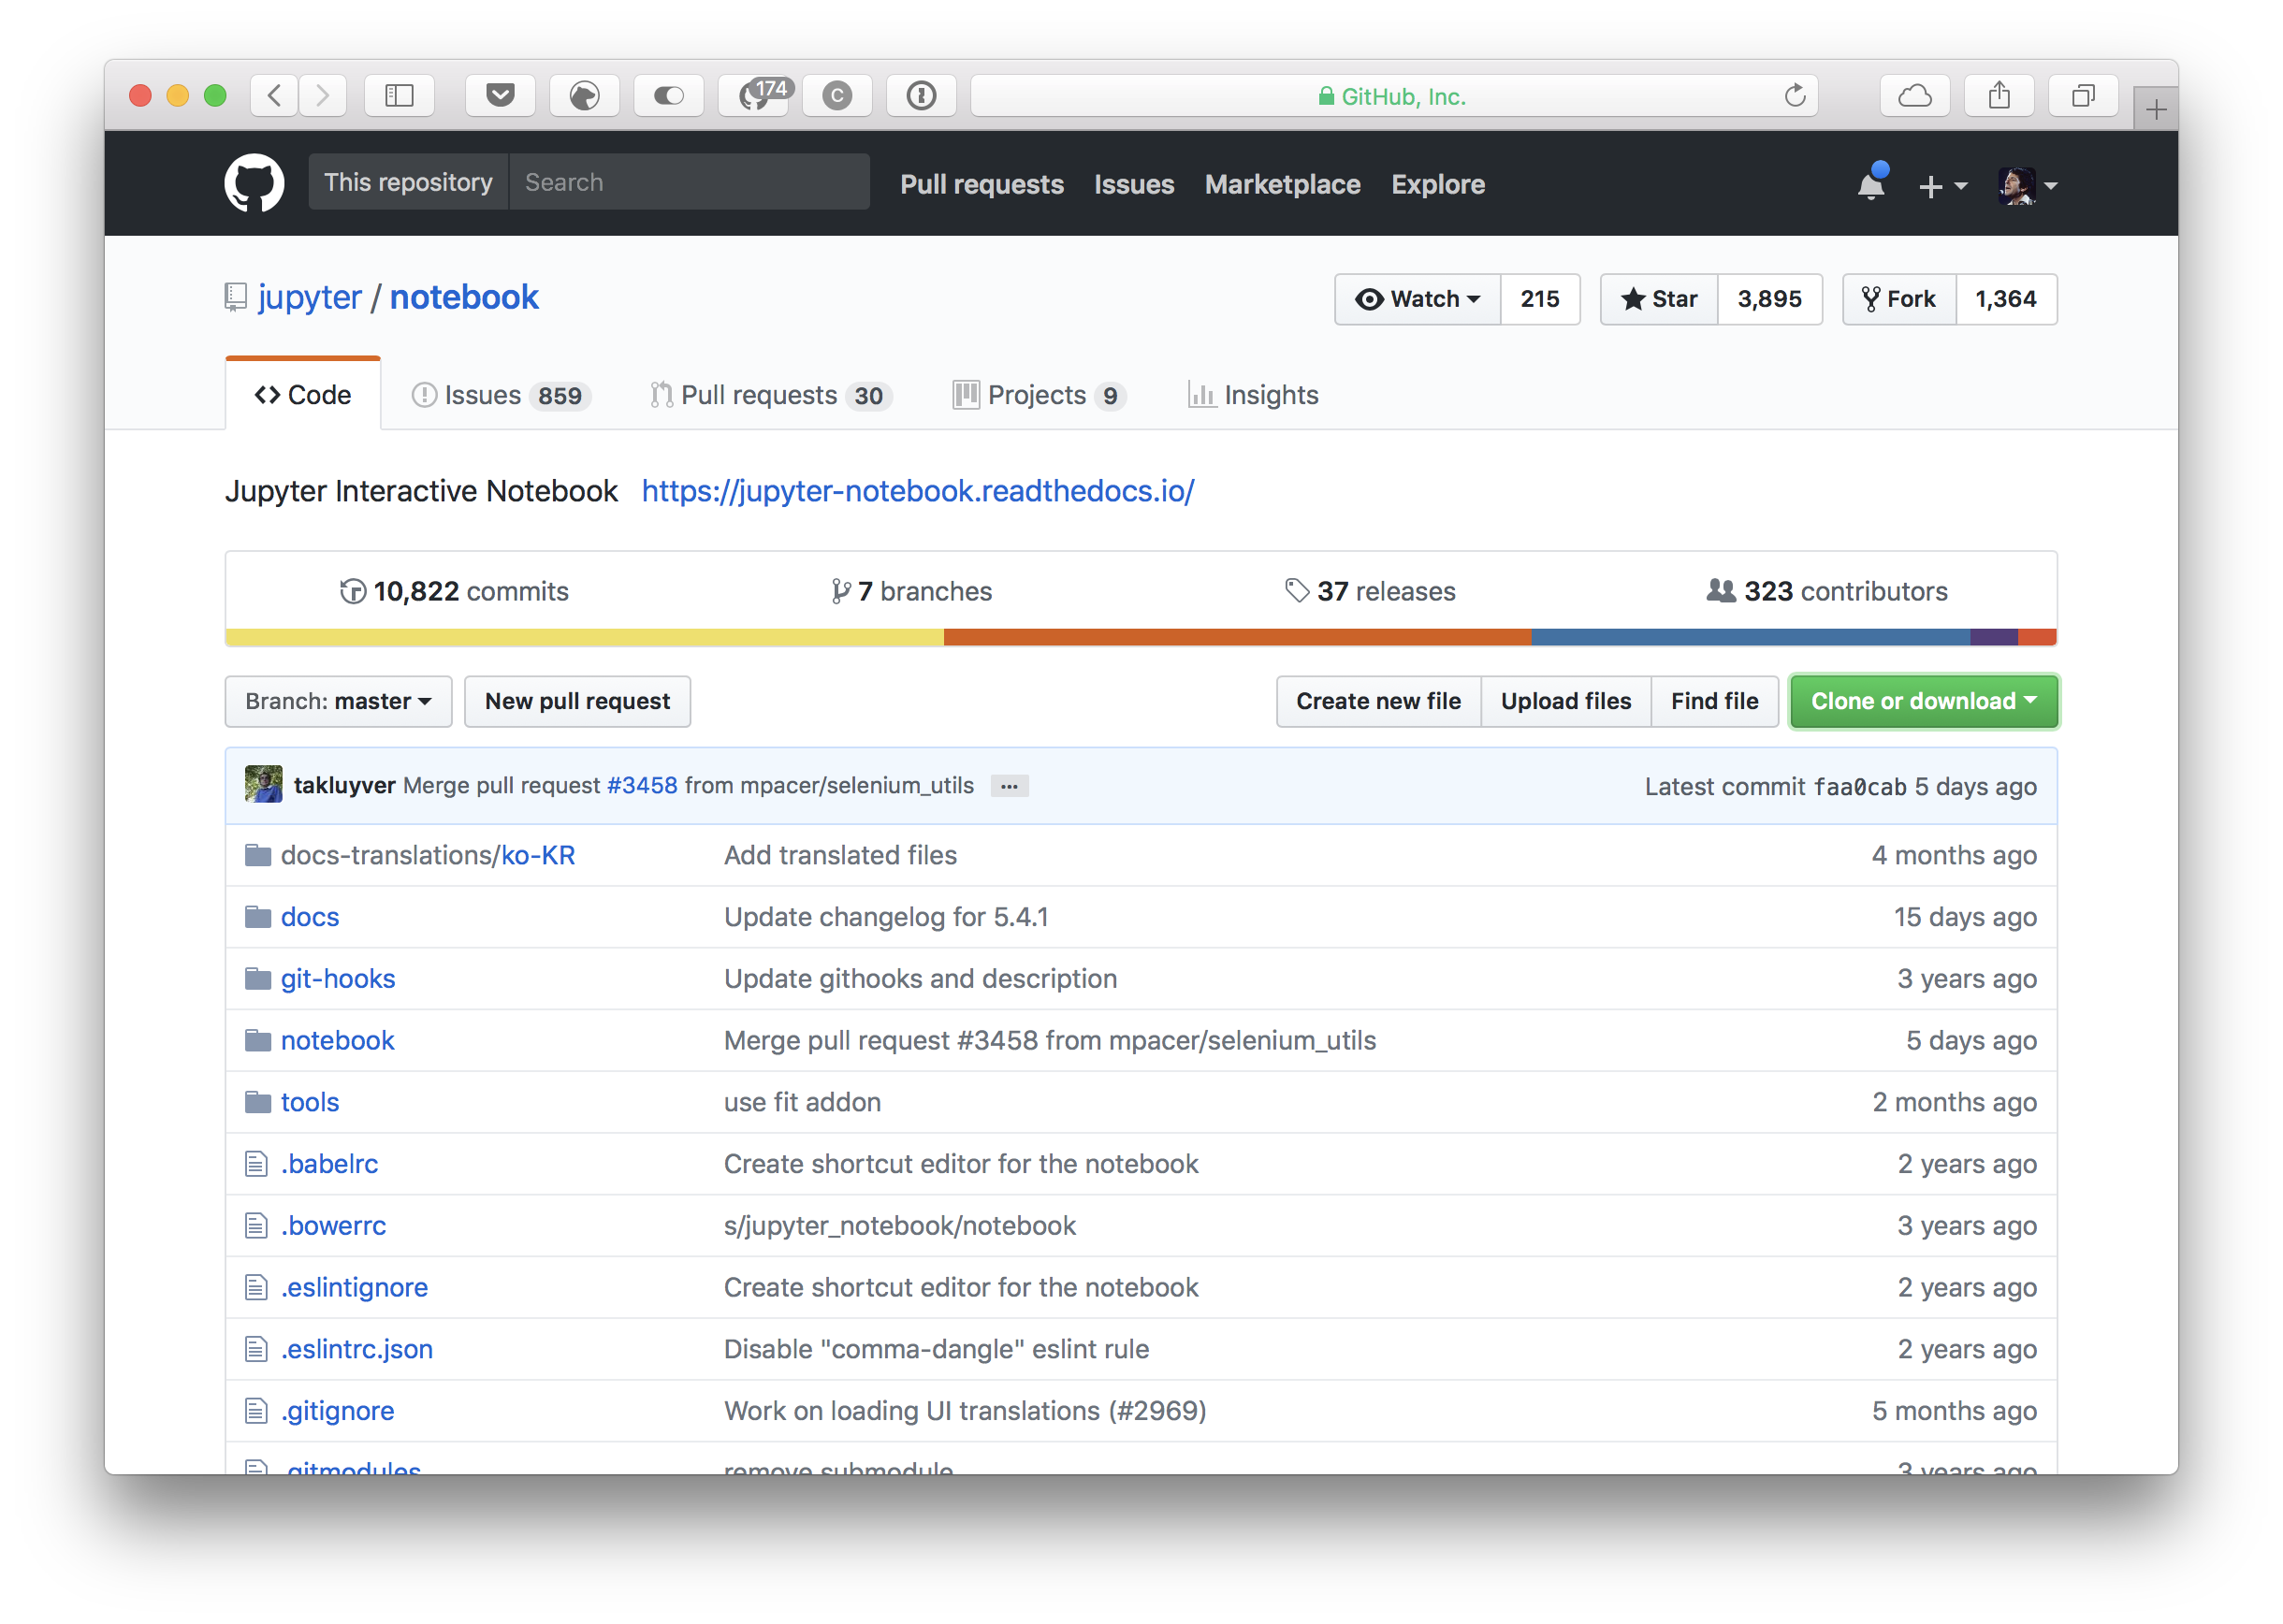 174
C
GitHub, Inc.
This repository Search Pull requests Issues Marketplace Explore
jupyter / notebook Watch 215 Star 3,895 Fork 1,364
Code Issues 859 Pull requests 30 Projects 9 Insights
Jupyter Interactive Notebook https://jupyter-notebook.readthedocs.io/
10,822 commits 7 branches 37 releases 323 contributors
Branch: master New pull request Create new file Upload files Find file Clone or download
takluyver Merge pull request #3458 from mpacer/selenium_utils ... Latest commit faa0cab 5 days ago
docs-translations/ko-KR Add translated files 4 months ago
docs Update changelog for 5.4.1 15 days ago
git-hooks Update githooks and description 3 years ago
notebook Merge pull request #3458 from mpacer/selenium_utils 5 days ago
tools use fit addon 2 months ago
.babelrc Create shortcut editor for the notebook 2 years ago
.bowerrc s/jupyter_notebook/notebook 3 years ago
.eslintignore Create shortcut editor for the notebook 2 years ago
.eslintrc.json Disable "comma-dangle" eslint rule 2 years ago
.gitignore Work on loading UI translations (#2969) 5 months ago
.gitmodules remove submodule 3 years ago